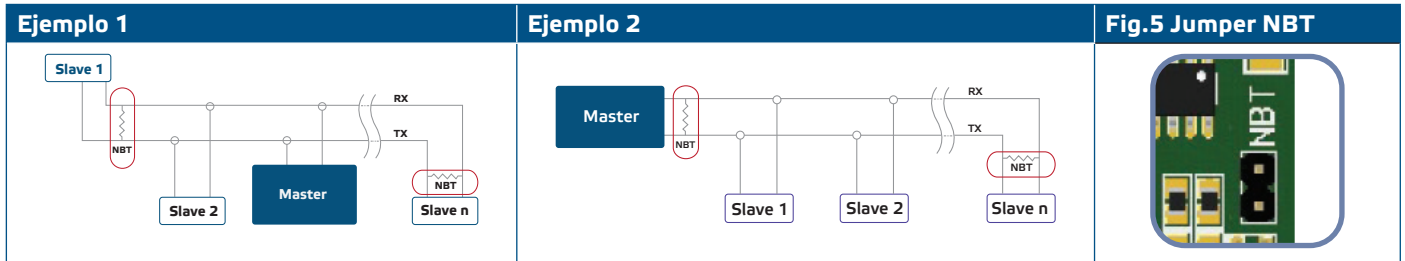 Ejemplo 1
Slave 1
RX
TX
NBT
NBT
Slave 2
Master
Slave n
Ejemplo 2
Master
RX
TX
NBT
NBT
Slave 1
Slave 2
Slave n
Fig.5 Jumper NBT
NBT